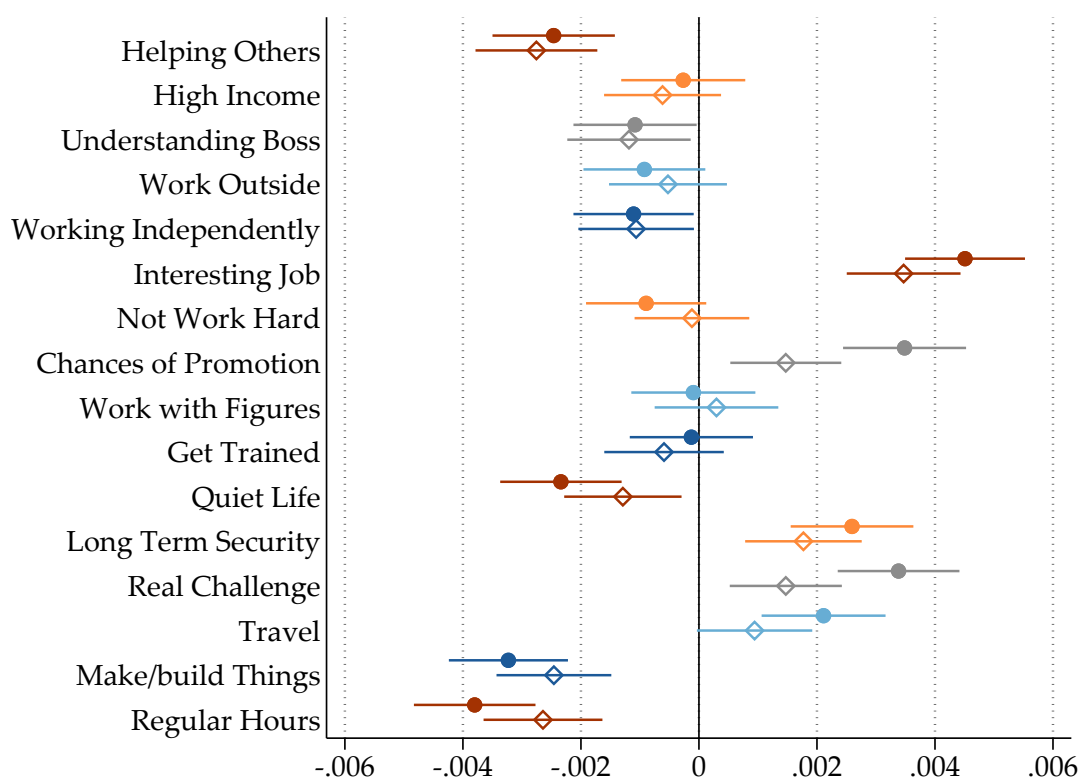 Helping Others
High Income
Understanding Boss
Work Outside
Working Independently
Interesting Job
Not Work Hard
Chances of Promotion
Work with Figures
Get Trained
Quiet Life
Long Term Security
Real Challenge
Travel
Make/build Things
Regular Hours
-.006 -.004 -.002 0 .002 .004 .006